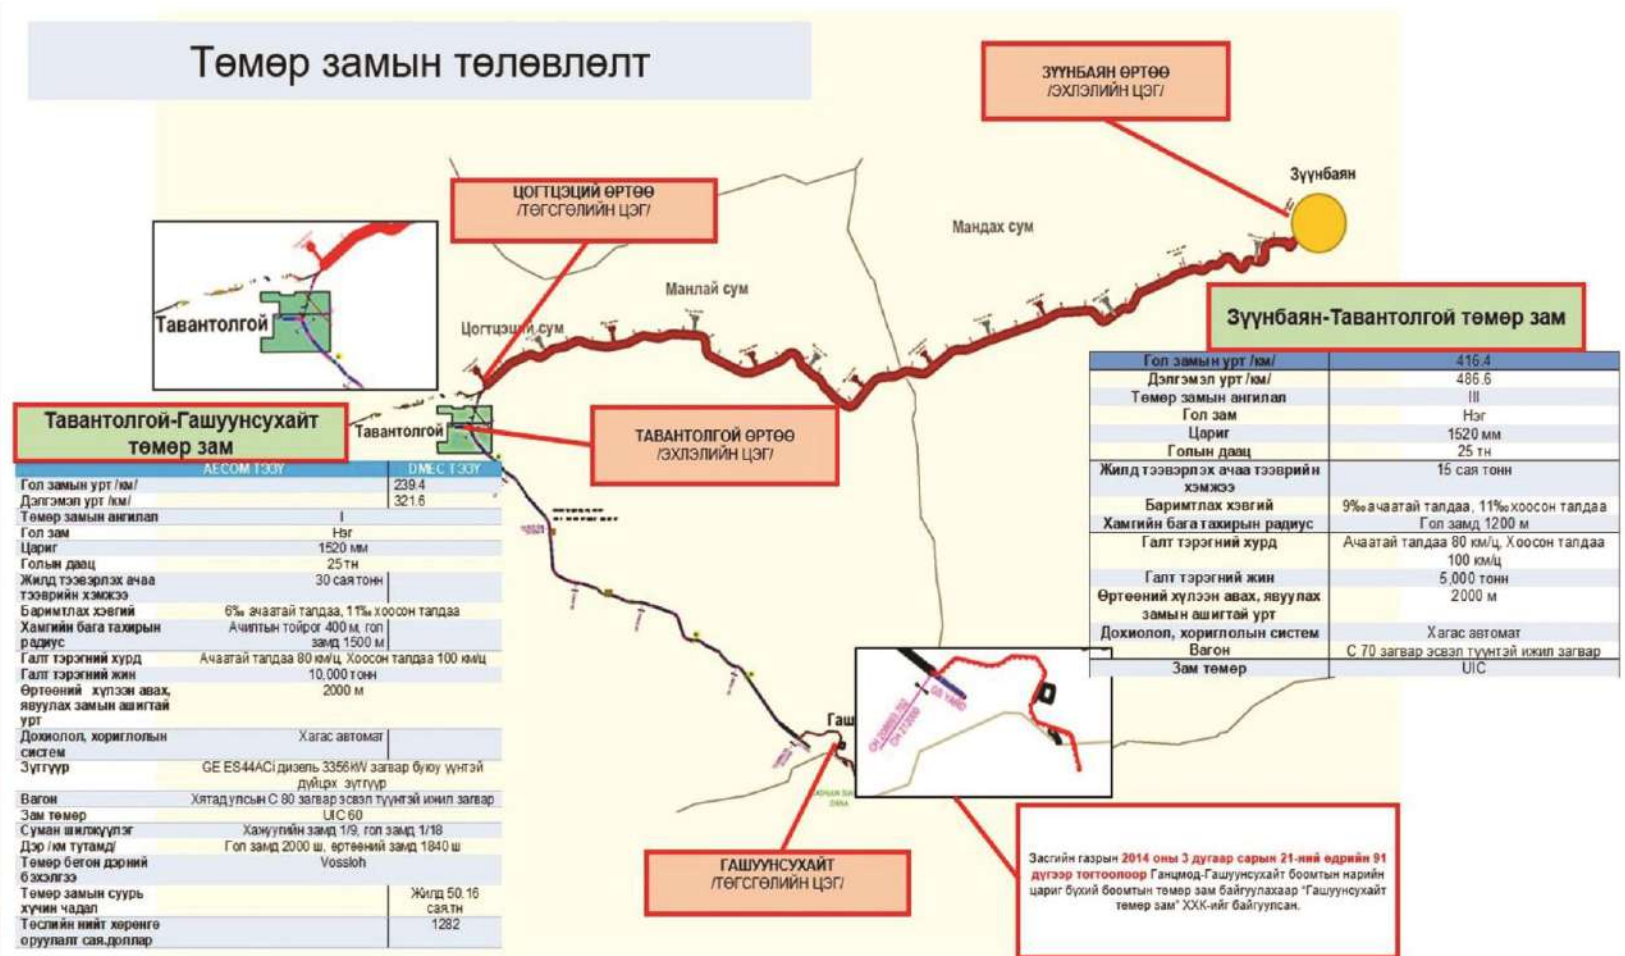 Төмөр замын төлөвлөлт
ЗҮҮНБАЯН ӨРТӨӨ
/ЭХЛЭЛИЙН ЦЭГ/
Зүүнбаян
ЦОГТЦЭЦИЙ ӨРТӨӨ
/ТӨГСГӨЛИЙН ЦЭГ/
Мандах сум
Манлай сум
Цогтцэций сум
Тавантолгой
Тавантолгой
ТАВАНТОЛГОЙ ӨРТӨӨ
/ЭХЛЭЛИЙН ЦЭГ/
Тавантолгой-Гашуунсухайт
төмөр зам
AECOM ТЭЗҮ DMEC ТЭЗҮ
Гол замын урт /км/ 239.4
Дэлгэмэл урт /км/ 321.6
Төмөр замын ангилал I
Гол зам Нэг
Цариг 1520 мм
Голын даац 25 тн
Жилд тээвэрлэх ачаа 30 сая тонн
тээврийн хэмжээ
Баримтлах хэвгий 6‰ ачаатай талдаа, 11‰ хоосон талдаа
Хамгийн бага тахирын Ачилтын тойрог 400 м, гол
радиус замд 1500 м
Галт тэрэгний хурд Ачаатай талдаа 80 км/ц, Хоосон талдаа 100 км/ц
Галт тэрэгний жин 10,000 тонн
Өртөөний хүлээн авах, 2000 м
явуулах замын ашигтай
урт
Дохиолол, хориглолын Хагас автомат
систем
Зүтгүүр GE ES44ACi дизель 3356KW загвар буюу үүнтэй
дүйцэх зүтгүүр
Вагон Хятад улсын C 80 загвар эсвэл түүнтэй ижил загвар
Зам төмөр UIC 60
Суман шилжүүлэг Хажуугийн замд 1/9, гол замд 1/18
Дэр /км тутамд/ Гол замд 2000 ш, өртөөний замд 1840 ш
Төмөр бетон дэрний Vossloh
бэхэлгээ
Төмөр замын суурь Жилд 50.16
хүчин чадал сая.тн
Төслийн нийт хөрөнгө 1282
оруулалт сая.доллар
Зүүнбаян-Тавантолгой төмөр зам
Гол замын урт /км/ 416.4
Дэлгэмэл урт /км/ 486.6
Төмөр замын ангилал III
Гол зам Нэг
Цариг 1520 мм
Голын даац 25 тн
Жилд тээвэрлэх ачаа тээврийн 15 сая тонн
хэмжээ
Баримтлах хэвгий 9‰ ачаатай талдаа, 11‰ хоосон талдаа
Хамгийн бага тахирын радиус Гол замд 1200 м
Галт тэрэгний хурд Ачаатай талдаа 80 км/ц, Хоосон талдаа
100 км/ц
Галт тэрэгний жин 5,000 тонн
Өртөөний хүлээн авах, явуулах 2000 м
замын ашигтай урт
Дохиолол, хориглолын систем Хагас автомат
Вагон C 70 загвар эсвэл түүнтэй ижил загвар
Зам төмөр UIC
GS YARD
Гаш
ГАШУУНСУХАЙТ
/ТӨГСГӨЛИЙН ЦЭГ/
Засгийн газрын 2014 оны 3 дугаар сарын 21-ний өдрийн 91
дүгээр тогтоолоор Ганцмод-Гашуунсухайт боомтын нарийн
цариг бүхий боомтын төмөр зам байгуулахаар "Гашуунсухайт
төмөр зам" ХХК-ийг байгуулсан.